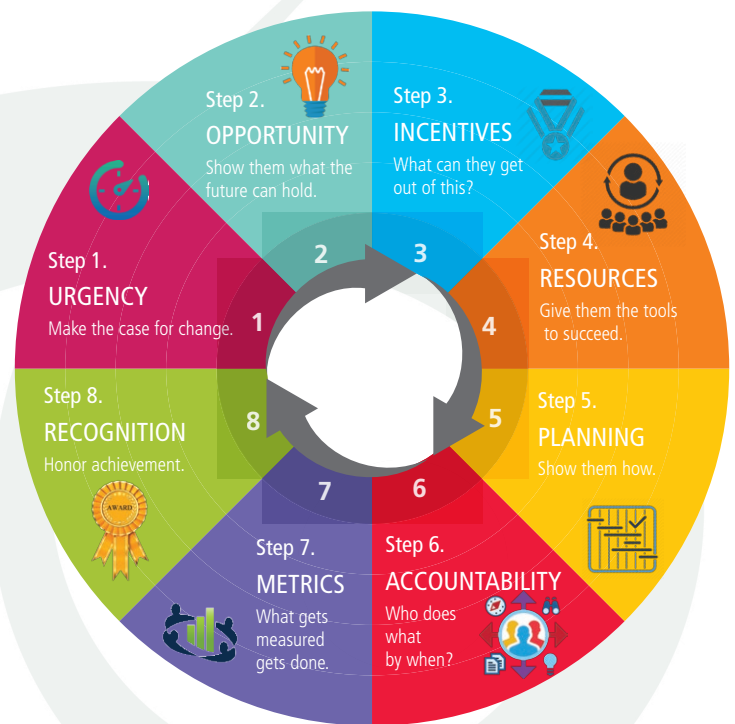 Step 1.
URGENCY
Make the case for change.
1
Step 2.
OPPORTUNITY
Show them what the
future can hold.
2
Step 3.
INCENTIVES
What can they get
out of this?
3
Step 4.
RESOURCES
Give them the tools
to succeed.
4
Step 5.
PLANNING
Show them how.
5
Step 6.
ACCOUNTABILITY
Who does
what
by when?
6
Step 7.
METRICS
What gets
measured
gets done.
7
Step 8.
RECOGNITION
Honor achievement.
AWARD
8